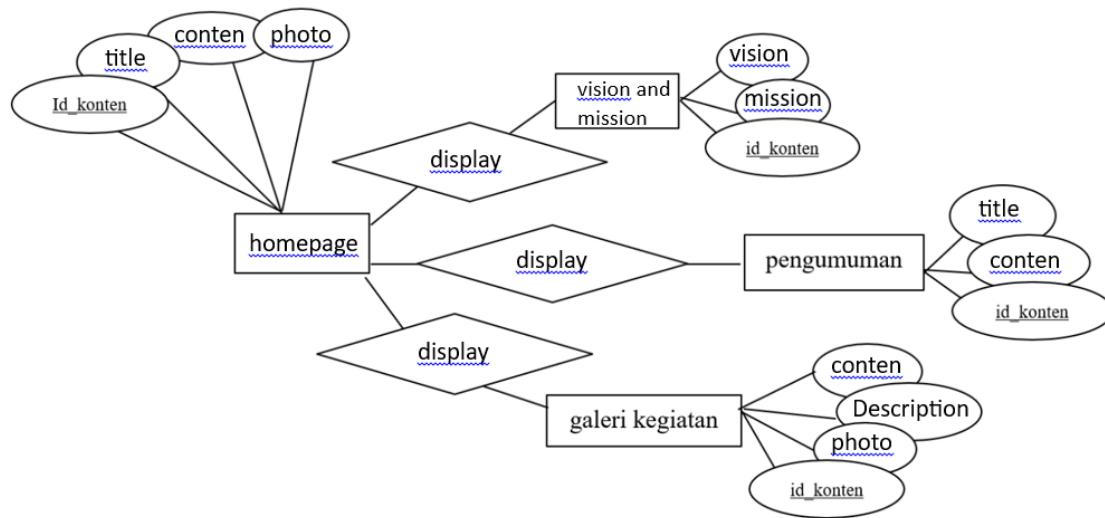 conten
photo
title
Id_konten
vision
vision and
mission
mission
id_konten
display
title
homepage
display
pengumuman
conten
id_konten
display
conten
Description
galeri kegiatan
photo
id_konten